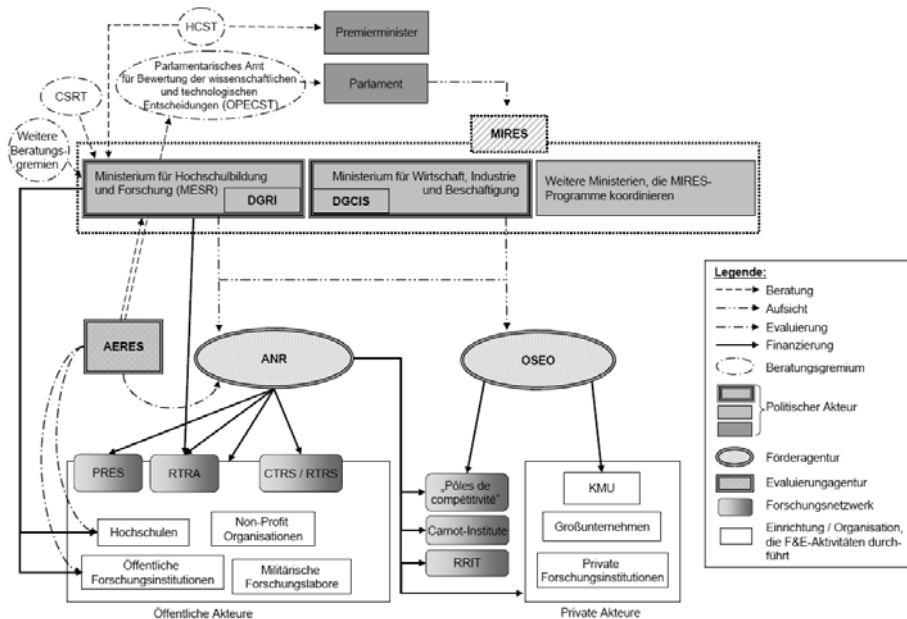 HCST
Premierminister
Parlamentarisches Amt
für Bewertung der wissenschaftlichen
und technologischen
Entscheidungen (OPECST)
Parlament
CSRT
Weitere
Beratungs-
gremien
MIRES
Ministerium für Hochschulbildung
und Forschung (MESR)
DGRI
Ministerium für Wirtschaft, Industrie
und Beschäftigung
DGCIS
Weitere Ministerien, die MIRES-
Programme koordinieren
AERES
ANR
OSEO
PRES
RTRA
CTRS / RTRS
Hochschulen
Non-Profit
Organisationen
Öffentliche
Forschungsinstitutionen
Militärische
Forschungslabore
Öffentliche Akteure
„Pôles de
compétitivité"
Carnot-Institute
RRIT
KMU
Großunternehmen
Private
Forschungsinstitutionen
Private Akteure
Legende:
Beratung
Aufsicht
Evaluierung
Finanzierung
Beratungsgremium
Politischer Akteur
Förderagentur
Evaluierungagentur
Forschungsnetzwerk
Einrichtung / Organisation,
die F&E-Aktivitäten durch-
führt